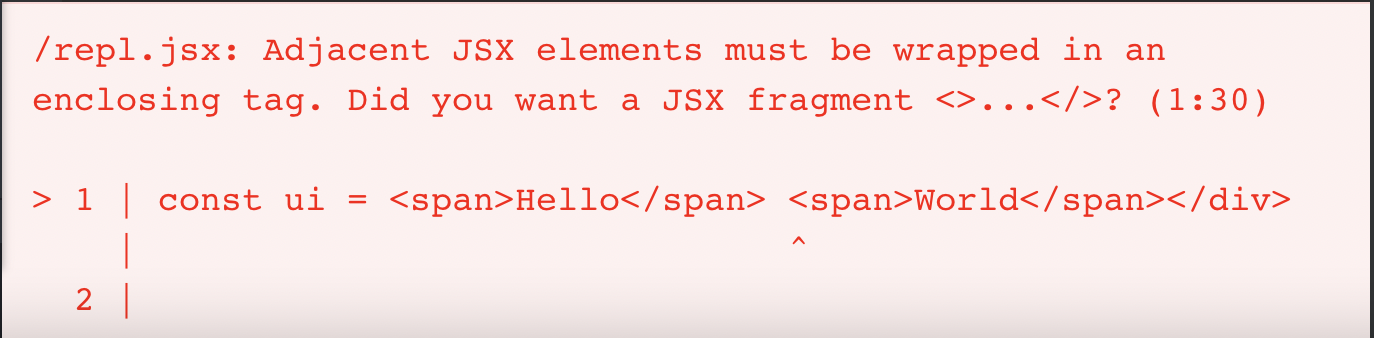 /repl.jsx: Adjacent JSX elements must be wrapped in an
enclosing tag. Did you want a JSX fragment <>...</>? (1:30)
> 1 | const ui = <span>Hello</span> <span>World</span></div>
    |                               ^
  2 |